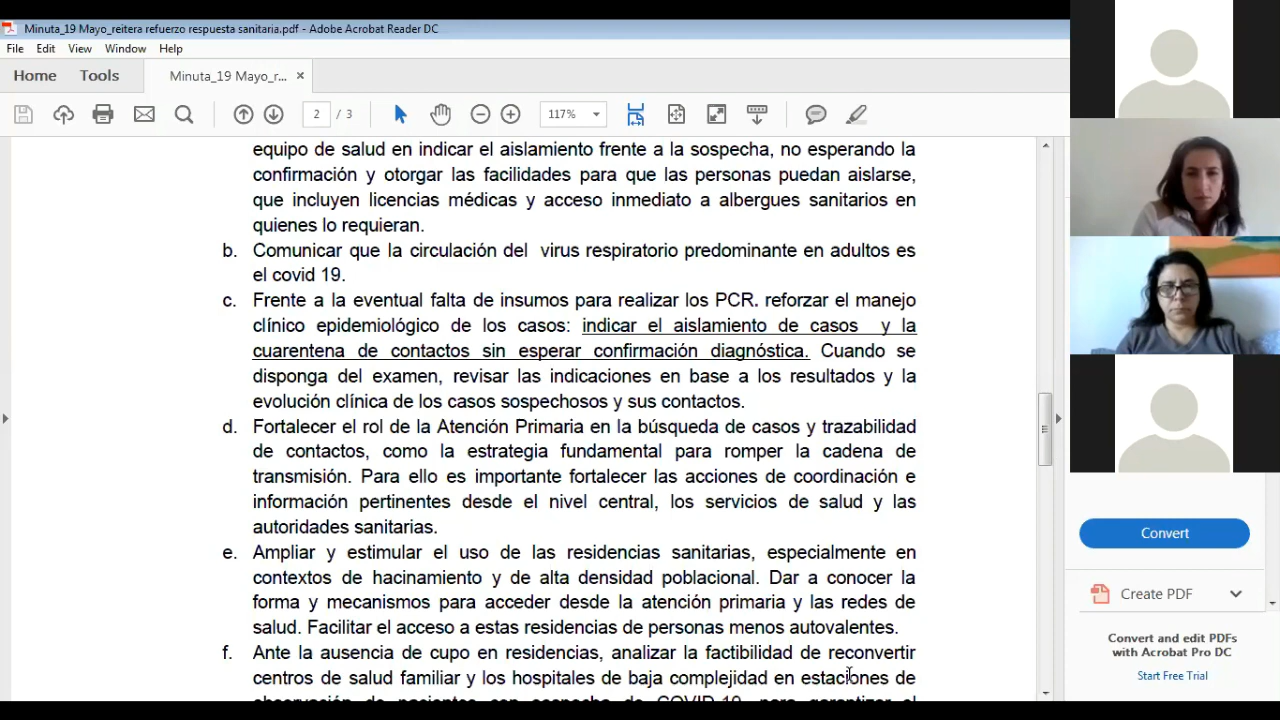 Minuta_19 Mayo_reitera refuerzo respuesta sanitaria.pdf - Adobe Acrobat Reader DC
File Edit View Window Help
Home Tools Minuta_19 Mayo_r... ×
2 / 3 117%
equipo de salud en indicar el aislamiento frente a la sospecha, no esperando la
confirmación y otorgar las facilidades para que las personas puedan aislarse,
que incluyen licencias médicas y acceso inmediato a albergues sanitarios en
quienes lo requieran.
b. Comunicar que la circulación del virus respiratorio predominante en adultos es
el covid 19.
c. Frente a la eventual falta de insumos para realizar los PCR. reforzar el manejo
clínico epidemiológico de los casos: indicar el aislamiento de casos y la
cuarentena de contactos sin esperar confirmación diagnóstica. Cuando se
disponga del examen, revisar las indicaciones en base a los resultados y la
evolución clínica de los casos sospechosos y sus contactos.
d. Fortalecer el rol de la Atención Primaria en la búsqueda de casos y trazabilidad
de contactos, como la estrategia fundamental para romper la cadena de
transmisión. Para ello es importante fortalecer las acciones de coordinación e
información pertinentes desde el nivel central, los servicios de salud y las
autoridades sanitarias.
e. Ampliar y estimular el uso de las residencias sanitarias, especialmente en
contextos de hacinamiento y de alta densidad poblacional. Dar a conocer la
forma y mecanismos para acceder desde la atención primaria y las redes de
salud. Facilitar el acceso a estas residencias de personas menos autovalentes.
f. Ante la ausencia de cupo en residencias, analizar la factibilidad de reconvertir
centros de salud familiar y los hospitales de baja complejidad en estaciones de
observación de pacientes con sospecha de COVID-19, para garantizar el
Convert
Create PDF
Convert and edit PDFs
with Acrobat Pro DC
Start Free Trial